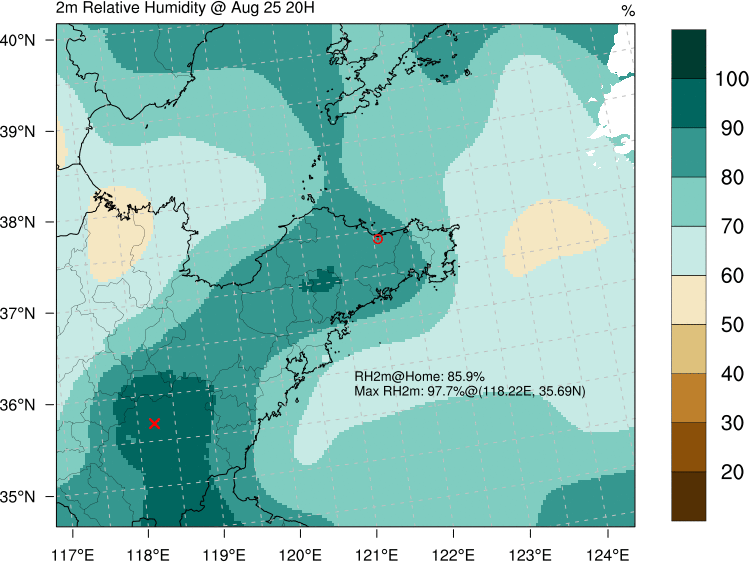 2m Relative Humidity @ Aug 25 20H
%
40°N
39°N
38°N
37°N
36°N
35°N
RH2m@Home: 85.9%
Max RH2m: 97.7%@(118.22E, 35.69N)
117°E 118°E 119°E 120°E 121°E 122°E 123°E 124°E
100
90
80
70
60
50
40
30
20